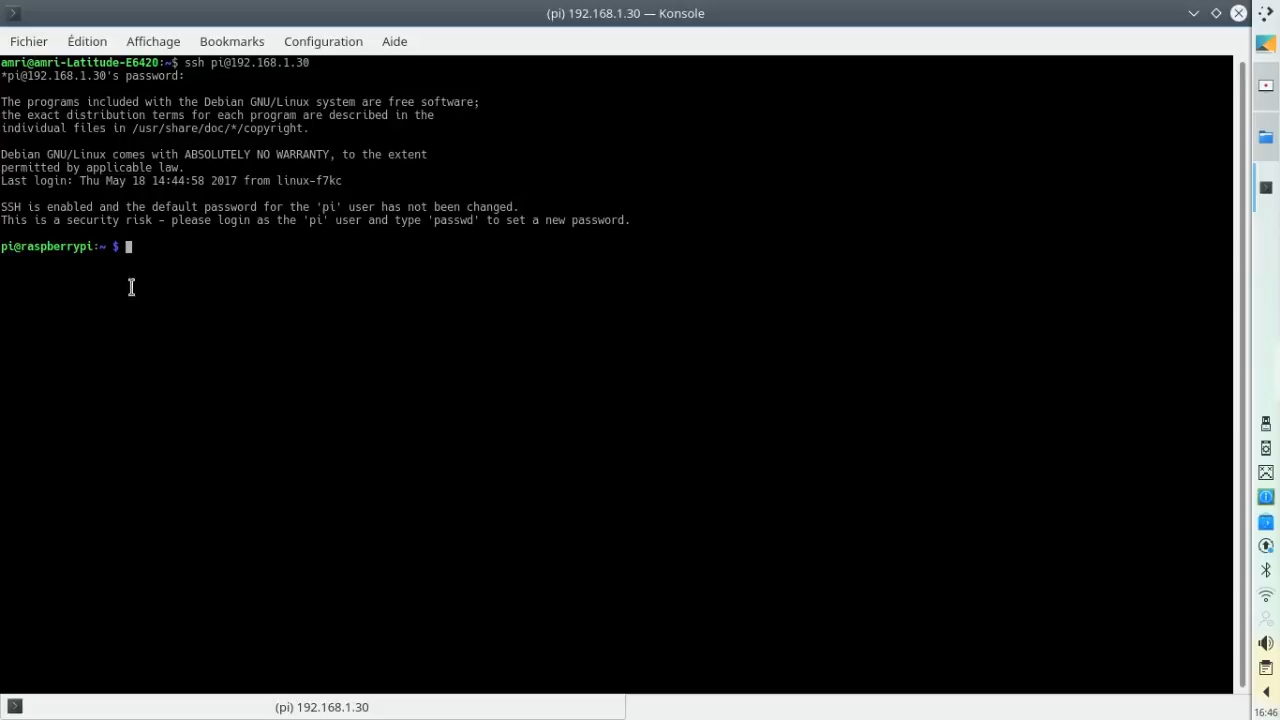 (pi) 192.168.1.30 — Konsole
Fichier Édition Affichage Bookmarks Configuration Aide
amri@amri-Latitude-E6420:~$ ssh pi@192.168.1.30
*pi@192.168.1.30's password:
The programs included with the Debian GNU/Linux system are free software;
the exact distribution terms for each program are described in the
individual files in /usr/share/doc/*/copyright.
Debian GNU/Linux comes with ABSOLUTELY NO WARRANTY, to the extent
permitted by applicable law.
Last login: Thu May 18 14:44:58 2017 from linux-f7kc
SSH is enabled and the default password for the 'pi' user has not been changed.
This is a security risk - please login as the 'pi' user and type 'passwd' to set a new password.
pi@raspberrypi:~ $
(pi) 192.168.1.30
16:46